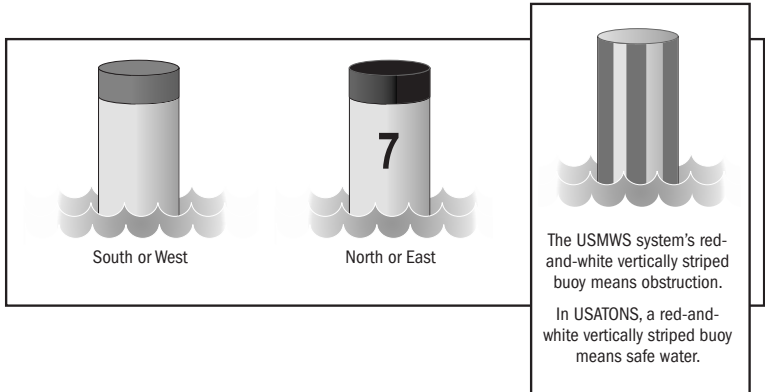 7
South or West
North or East
The USMWS system’s red-
and-white vertically striped
buoy means obstruction.
In USATONS, a red-and-
white vertically striped buoy
means safe water.